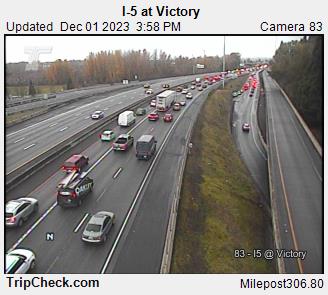 I-5 at Victory
Updated Dec 01 2023 3:58 PM Camera 83
N
83 - I5 @ Victory
TripCheck.com Milepost306.80